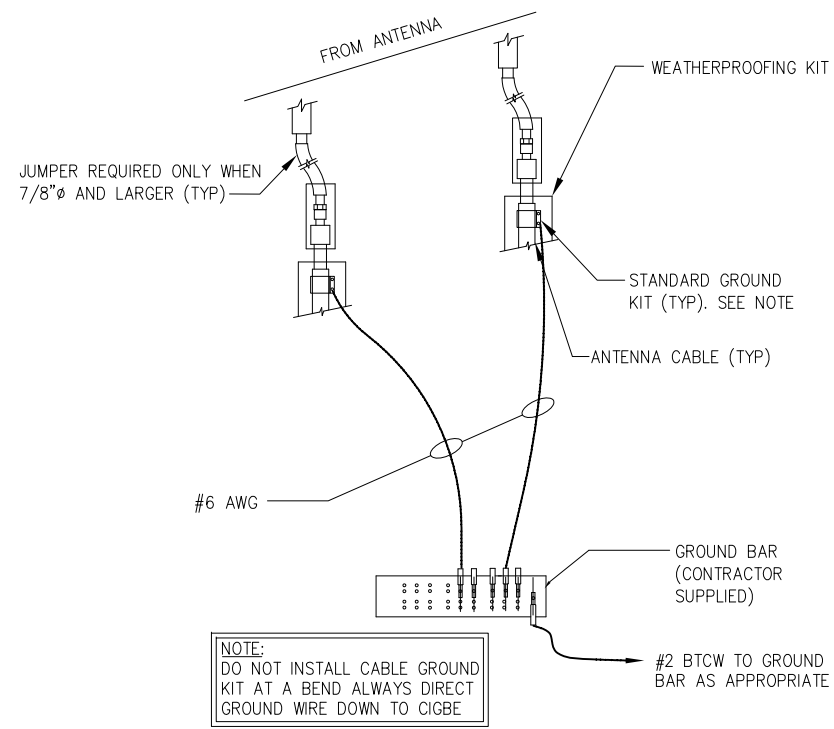 FROM ANTENNA
WEATHERPROOFING KIT
JUMPER REQUIRED ONLY WHEN
7/8"ø AND LARGER (TYP)
STANDARD GROUND
KIT (TYP). SEE NOTE
ANTENNA CABLE (TYP)
#6 AWG
GROUND BAR
(CONTRACTOR
SUPPLIED)
NOTE:
DO NOT INSTALL CABLE GROUND
KIT AT A BEND ALWAYS DIRECT
GROUND WIRE DOWN TO CIGBE
#2 BTCW TO GROUND
BAR AS APPROPRIATE